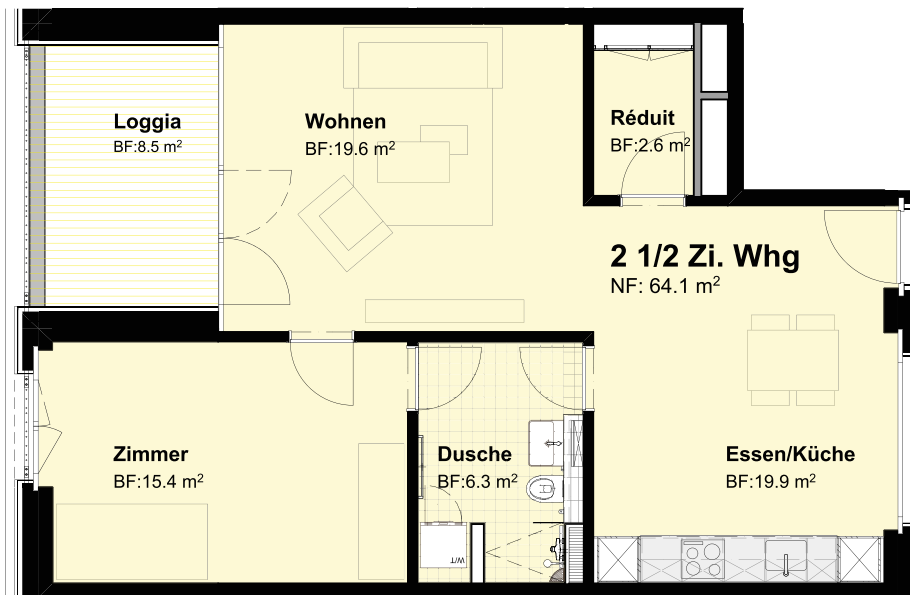 Loggia
BF:8.5 m²
Wohnen
BF:19.6 m²
Réduit
BF:2.6 m²
2 1/2 Zi. Whg
NF: 64.1 m²
Zimmer
BF:15.4 m²
Dusche
BF:6.3 m²
Essen/Küche
BF:19.9 m²
W/T